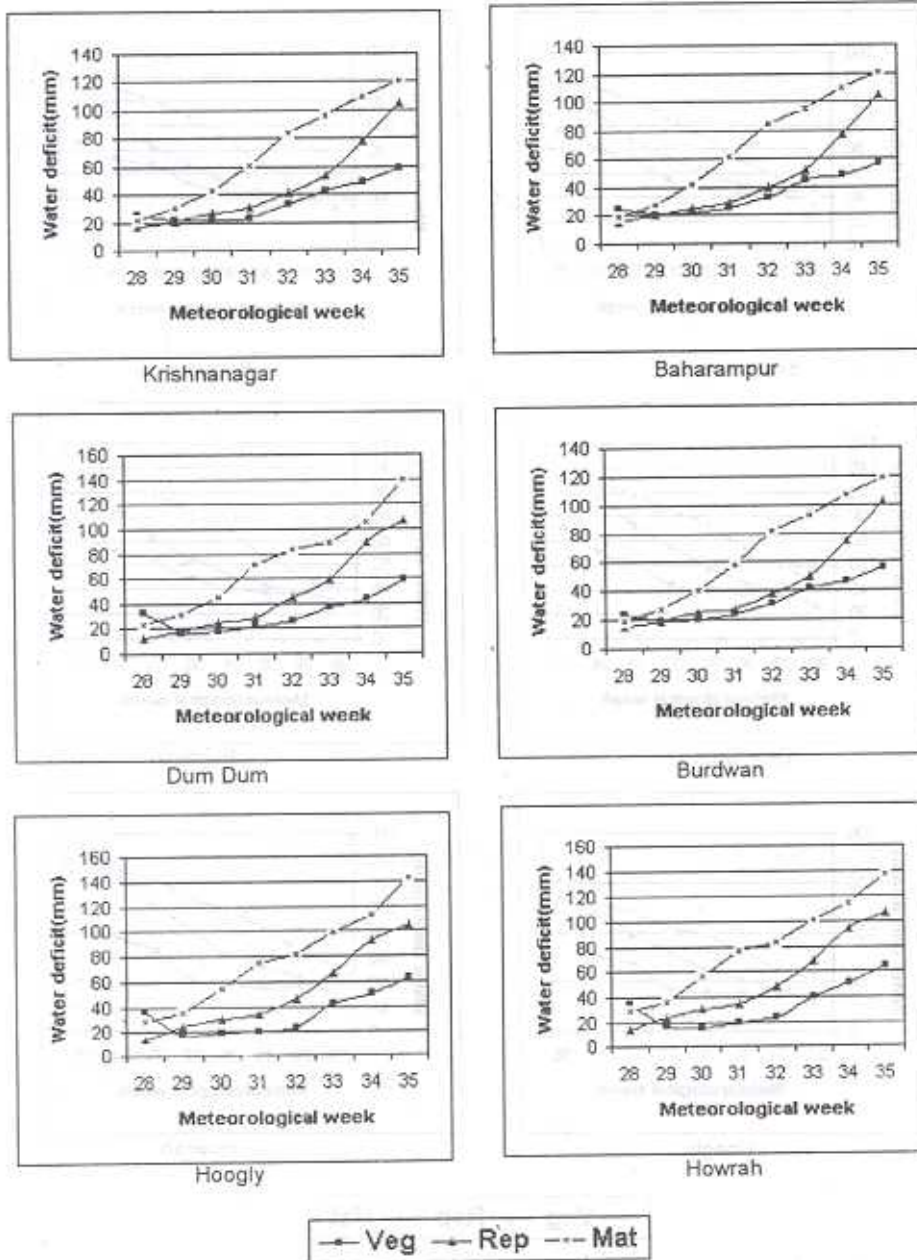 140
120
100
80
60
40
20
0
Water deficit(mm)
28 29 30 31 32 33 34 35
Meteorological week
Krishnanagar
140
120
100
80
60
40
20
0
Water deficit(mm)
28 29 30 31 32 33 34 35
Meteorological week
Baharampur
160
140
120
100
80
60
40
20
0
Water deficit(mm)
28 29 30 31 32 33 34 35
Meteorological week
Dum Dum
140
120
100
80
60
40
20
0
Water deficit(mm)
28 29 30 31 32 33 34 35
Meteorological week
Burdwan
160
140
120
100
80
60
40
20
0
Water deficit(mm)
28 29 30 31 32 33 34 35
Meteorological week
Hoogly
160
140
120
100
80
60
40
20
0
Water deficit(mm)
28 29 30 31 32 33 34 35
Meteorological week
Howrah
Veg Rep Mat